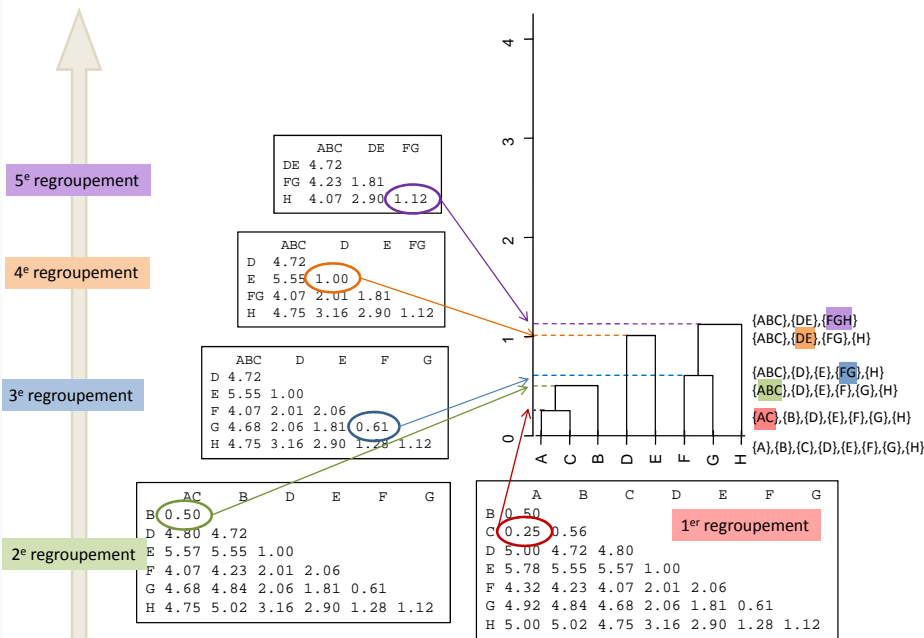 4
3
2
1
0
ABC DE FG
DE 4.72
FG 4.23 1.81
H 4.07 2.90 1.12
5e regroupement
ABC D E FG
D 4.72
E 5.55 1.00
FG 4.07 2.01 1.81
H 4.75 3.16 2.90 1.12
4e regroupement
{ABC},{DE},{FGH}
{ABC},{DE},{FG},{H}
{ABC},{D},{E},{FG},{H}
{ABC},{D},{E},{F},{G},{H}
{AC},{B},{D},{E},{F},{G},{H}
{A},{B},{C},{D},{E},{F},{G},{H}
A C B D E F G H
ABC D E F G
D 4.72
E 5.55 1.00
F 4.07 2.01 2.06
G 4.68 2.06 1.81 0.61
H 4.75 3.16 2.90 1.28 1.12
3e regroupement
AC B D E F G
B 0.50
D 4.80 4.72
E 5.57 5.55 1.00
F 4.07 4.23 2.01 2.06
G 4.68 4.84 2.06 1.81 0.61
H 4.75 5.02 3.16 2.90 1.28 1.12
2e regroupement
A B C D E F G
B 0.50
C 0.25 0.56
D 5.00 4.72 4.80
E 5.78 5.55 5.57 1.00
F 4.32 4.23 4.07 2.01 2.06
G 4.92 4.84 4.68 2.06 1.81 0.61
H 5.00 5.02 4.75 3.16 2.90 1.28 1.12
1er regroupement